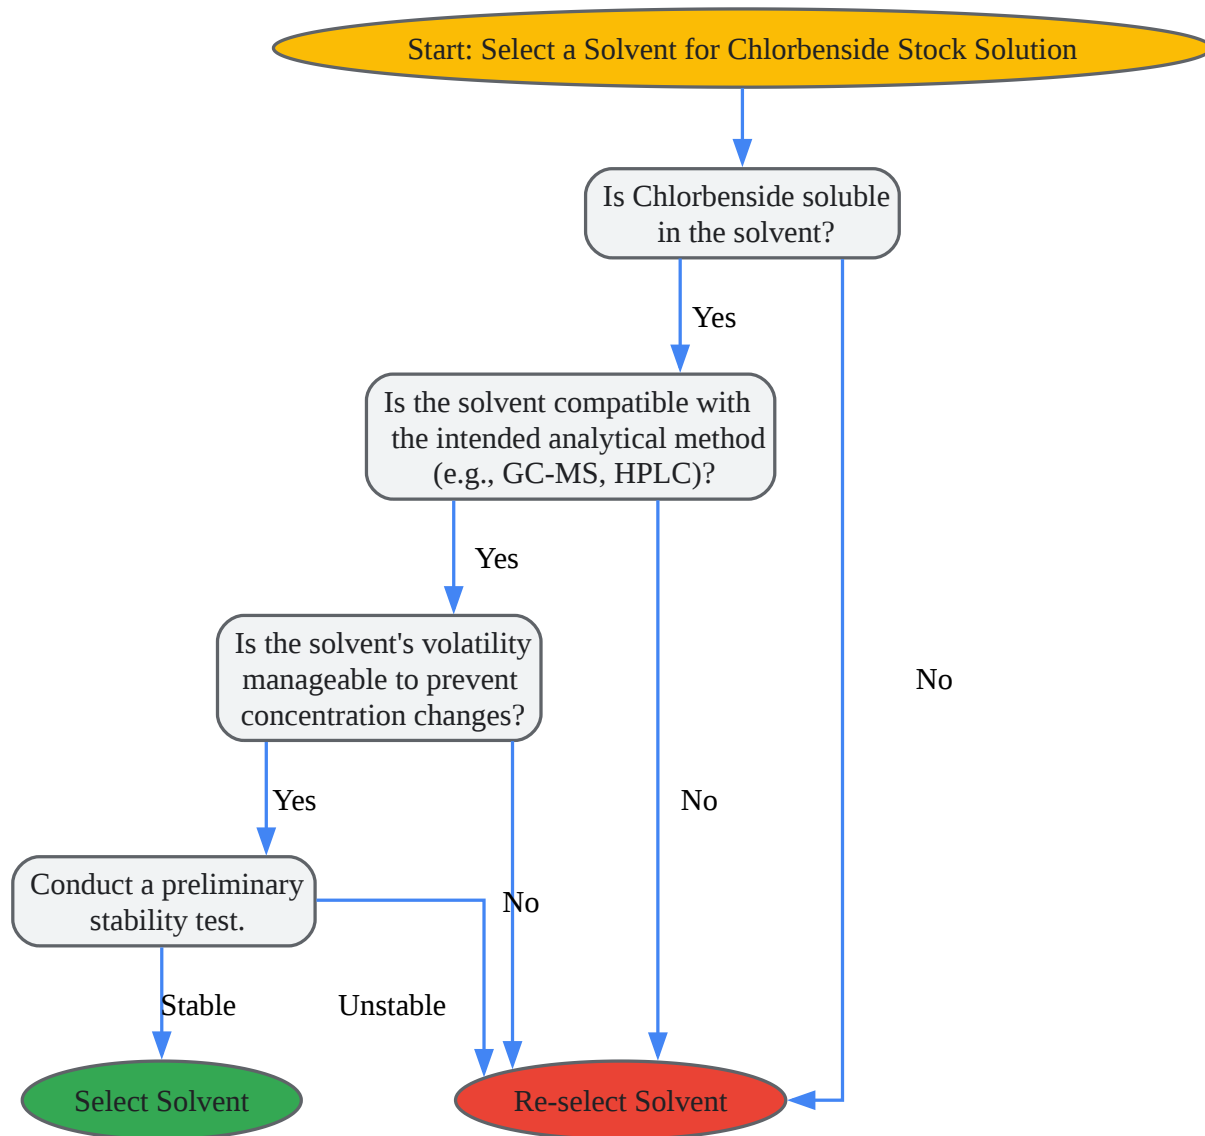 Start: Select a Solvent for Chlorbenside Stock Solution
Is Chlorbenside soluble
in the solvent?
Yes
Is the solvent compatible with
the intended analytical method
(e.g., GC-MS, HPLC)?
Yes
Is the solvent's volatility
manageable to prevent
concentration changes?
No
Yes
No
Conduct a preliminary
stability test.
No
Stable
Unstable
Select Solvent
Re-select Solvent